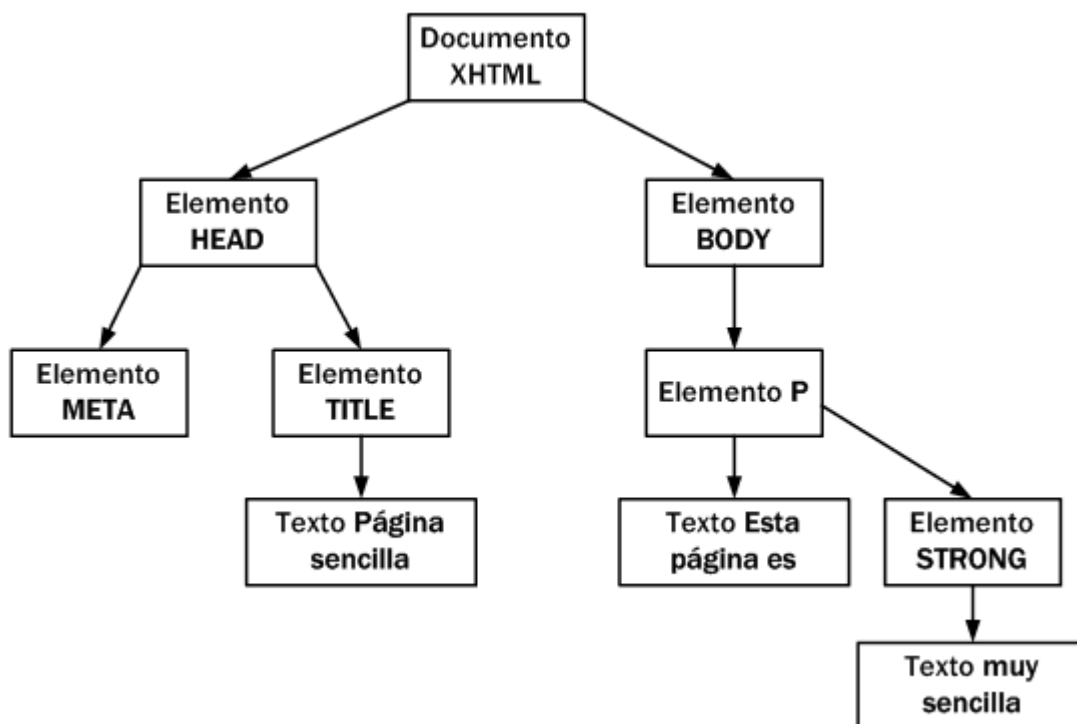 Documento
XHTML
Elemento
HEAD
Elemento
BODY
Elemento
META
Elemento
TITLE
Elemento P
Texto Página
sencilla
Texto Esta
página es
Elemento
STRONG
Texto muy
sencilla